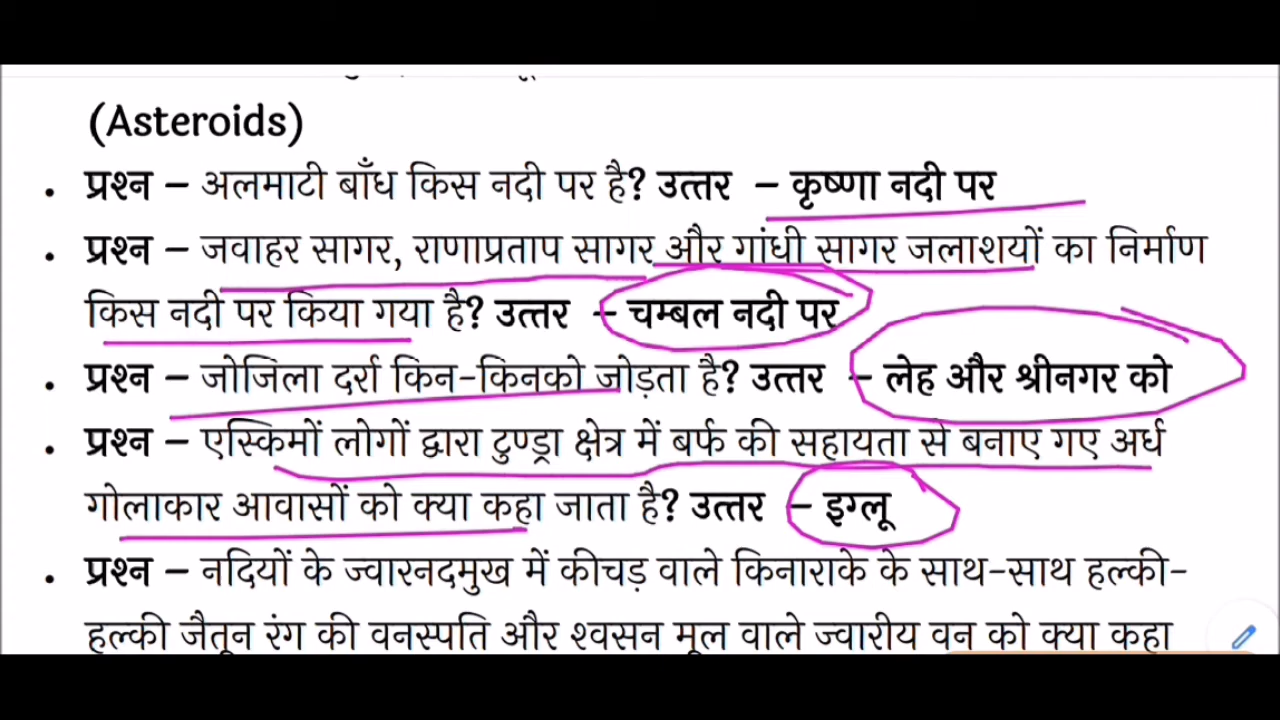 (Asteroids)
• प्रश्न – अलमाटी बाँध किस नदी पर है? उत्तर – कृष्णा नदी पर
• प्रश्न – जवाहर सागर, राणाप्रताप सागर और गांधी सागर जलाशयों का निर्माण
किस नदी पर किया गया है? उत्तर – चम्बल नदी पर
• प्रश्न – जोजिला दर्रा किन-किनको जोड़ता है? उत्तर – लेह और श्रीनगर को
• प्रश्न – एस्किमों लोगों द्वारा टुण्ड्रा क्षेत्र में बर्फ की सहायता से बनाए गए अर्ध
गोलाकार आवासों को क्या कहा जाता है? उत्तर – इग्लू
• प्रश्न – नदियों के ज्वारनदमुख में कीचड़ वाले किनाराके के साथ-साथ हल्की-
हल्की जैतून रंग की वनस्पति और श्वसन मूल वाले ज्वारीय वन को क्या कहा